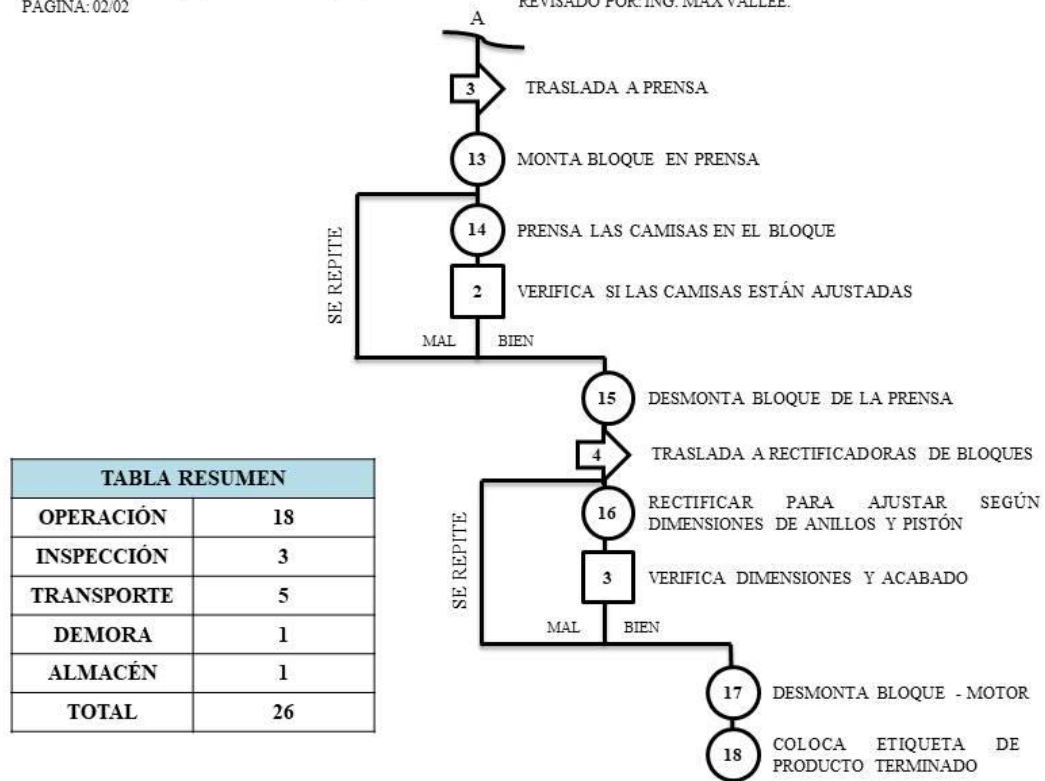 PÁGINA: 02/02
REVISADO POR: ING. MAX VALLEE.
A
3 TRASLADA A PRENSA
13 MONTA BLOQUE EN PRENSA
14 PRENSA LAS CAMISAS EN EL BLOQUE
SE REPITE
2 VERIFICA SI LAS CAMISAS ESTÁN AJUSTADAS
MAL BIEN
15 DESMONTA BLOQUE DE LA PRENSA
4 TRASLADA A RECTIFICADORAS DE BLOQUES
16 RECTIFICAR PARA AJUSTAR SEGÚN
DIMENSIONES DE ANILLOS Y PISTÓN
SE REPITE
3 VERIFICA DIMENSIONES Y ACABADO
MAL BIEN
17 DESMONTA BLOQUE - MOTOR
18 COLOCA ETIQUETA DE
PRODUCTO TERMINADO
TABLA RESUMEN
OPERACIÓN 18
INSPECCIÓN 3
TRANSPORTE 5
DEMORA 1
ALMACÉN 1
TOTAL 26